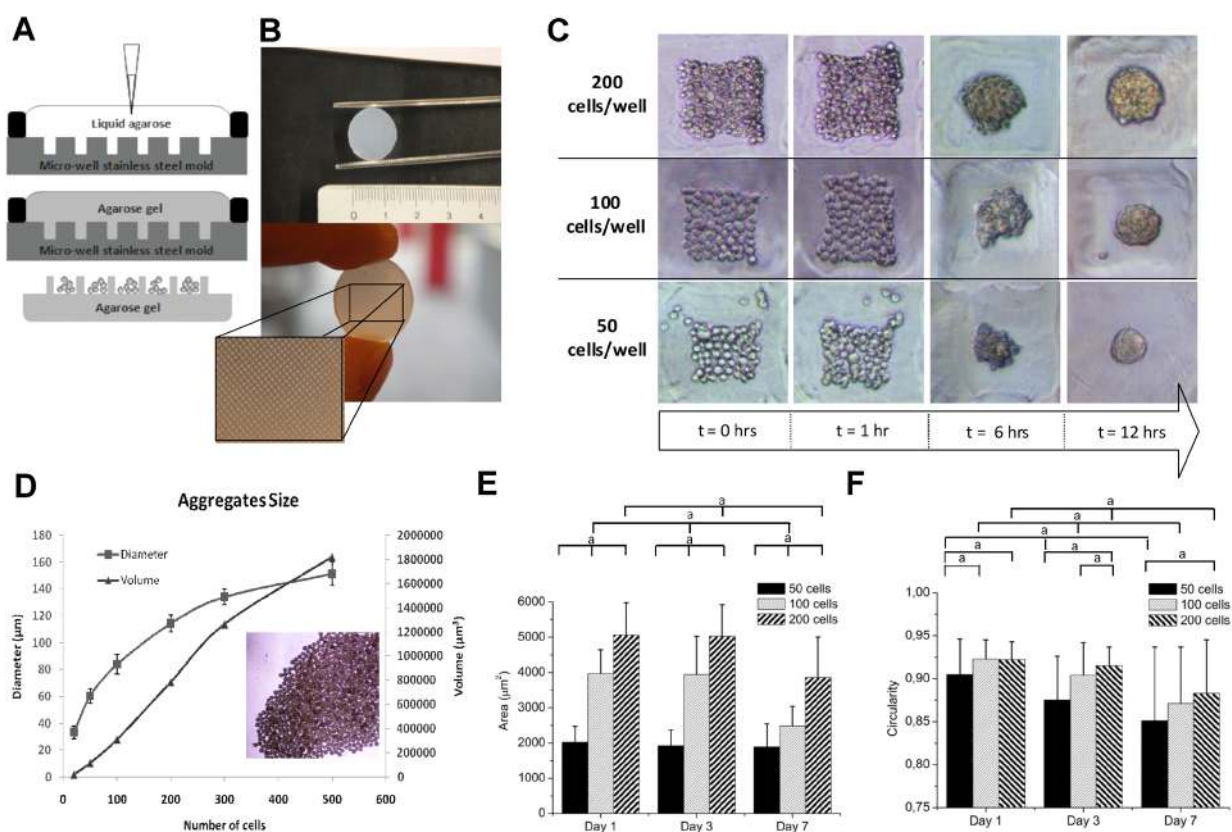 A
Liquid agarose
Micro-well stainless steel mold
Agarose gel
Micro-well stainless steel mold
Agarose gel
B
0 1 2 3 4
C
200
cells/well
100
cells/well
50
cells/well
t = 0 hrs
t = 1 hr
t = 6 hrs
t = 12 hrs
D
Aggregates Size
Diameter
Volume
Diameter (µm)
180
160
140
120
100
80
60
40
20
0
Volume (µm³)
2000000
1800000
1600000
1400000
1200000
1000000
800000
600000
400000
200000
0
0 100 200 300 400 500 600
Number of cells
E
a
a
a a a
50 cells
100 cells
200 cells
Area (µm²)
6000
5000
4000
3000
2000
1000
0
Day 1 Day 3 Day 7
F
a
a
a
a a a
a
50 cells
100 cells
200 cells
Circularity
1,00
0,95
0,90
0,85
0,80
0,75
Day 1 Day 3 Day 7